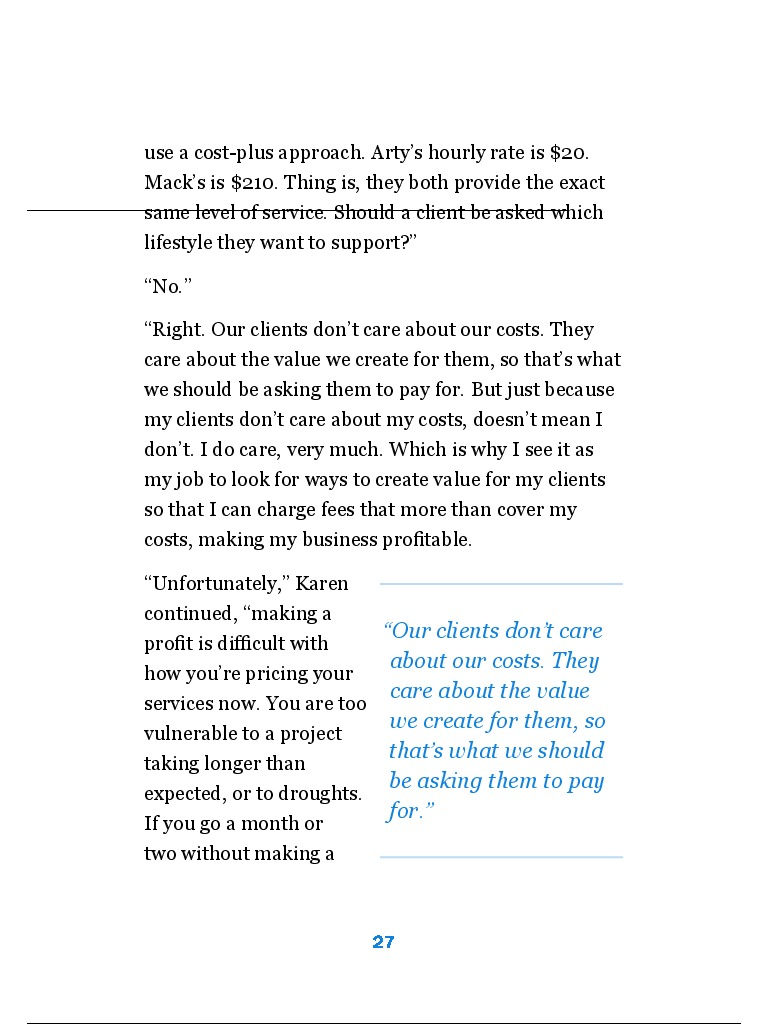 use a cost-plus approach. Arty’s hourly rate is $20.
Mack’s is $210. Thing is, they both provide the exact
same level of service. Should a client be asked which
lifestyle they want to support?”
“No.”
“Right. Our clients don’t care about our costs. They
care about the value we create for them, so that’s what
we should be asking them to pay for. But just because
my clients don’t care about my costs, doesn’t mean I
don’t. I do care, very much. Which is why I see it as
my job to look for ways to create value for my clients
so that I can charge fees that more than cover my
costs, making my business profitable.
“Unfortunately,” Karen
continued, “making a
profit is difficult with
how you’re pricing your
services now. You are too
vulnerable to a project
taking longer than
expected, or to droughts.
If you go a month or
two without making a
“Our clients don’t care
about our costs. They
care about the value
we create for them, so
that’s what we should
be asking them to pay
for.”
27